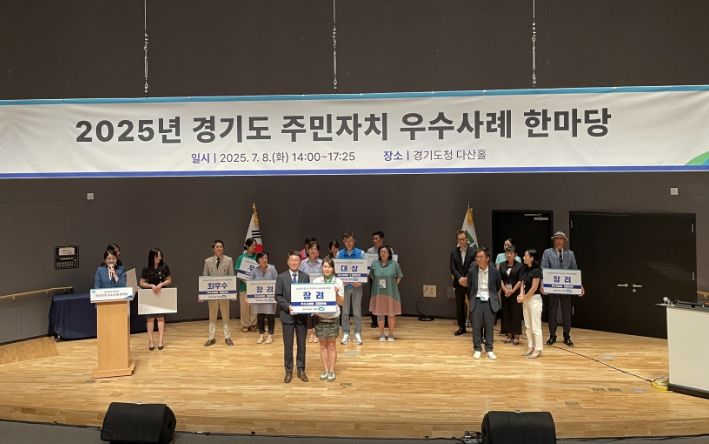 2025년 경기도 주민자치 우수사례 한마당
일시 | 2025. 7. 8.(화) 14:00~17:25 장소 | 경기도청 다산홀
최우수
장려
대상
장려
장려